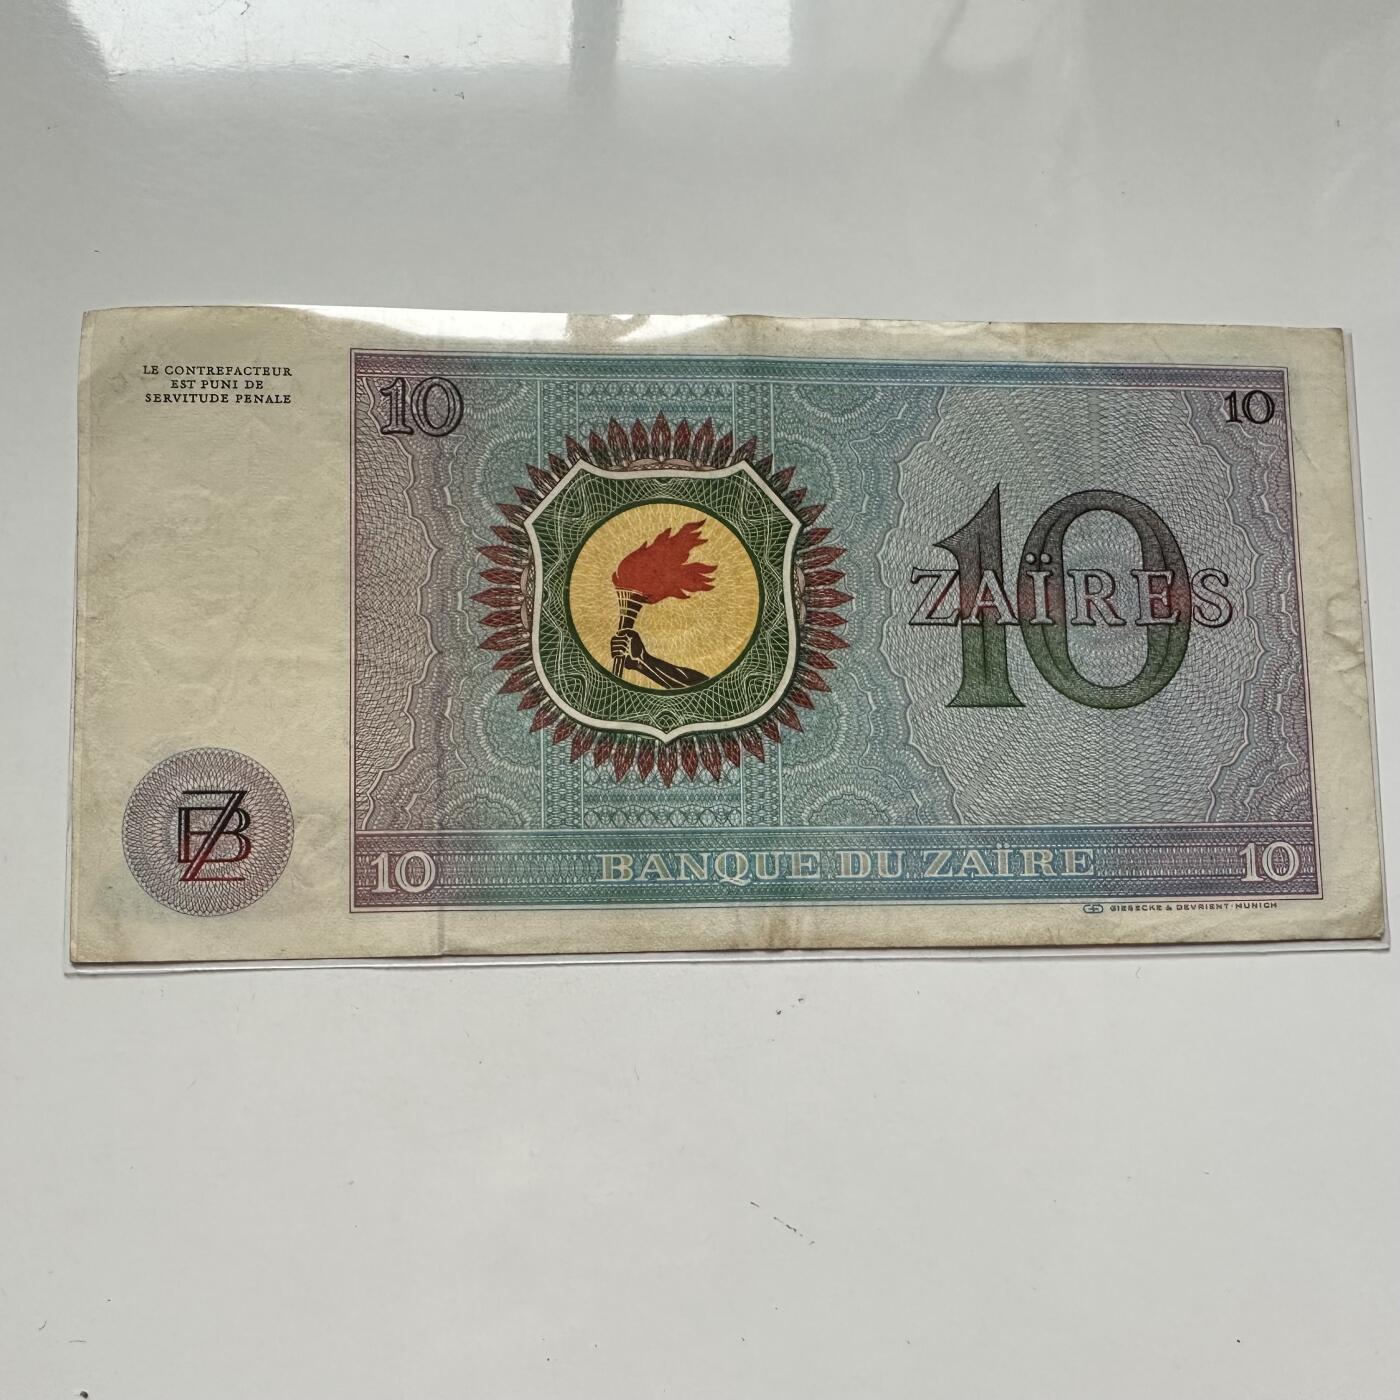 LE CONTREFACTEUR
EST PUNI DE
SERVITUDE PENALE
10
10
10
ZAÏRES
BZ
10
BANQUE DU ZAÏRE
10
GIESECKE & DEVRIENT · MUNICH